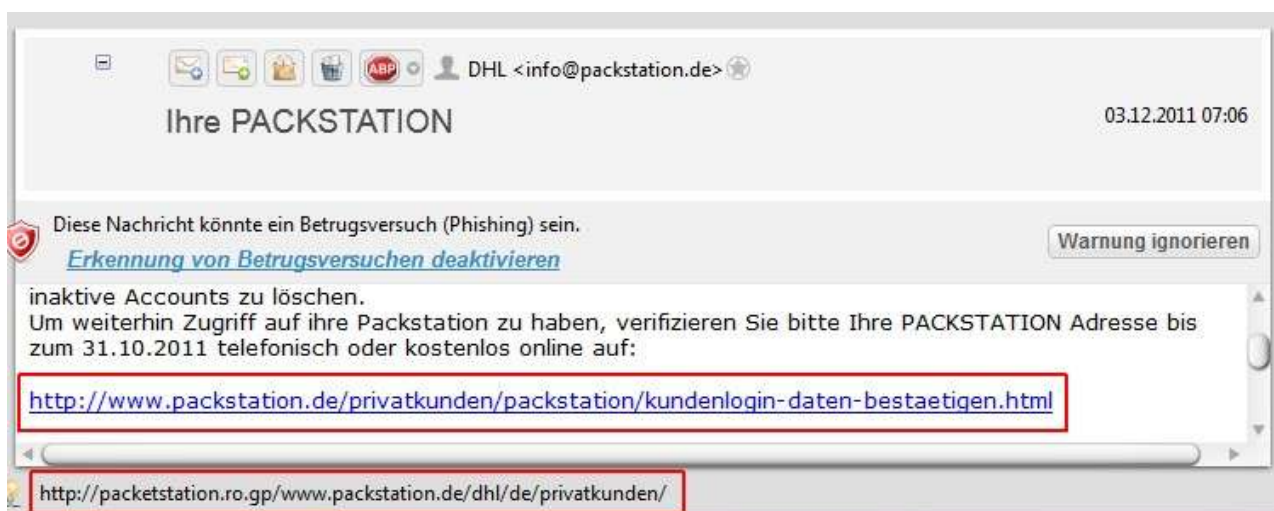 ABP DHL <info@packstation.de>
Ihre PACKSTATION
03.12.2011 07:06
Diese Nachricht könnte ein Betrugsversuch (Phishing) sein.
Erkennung von Betrugsversuchen deaktivieren
Warnung ignorieren
inaktive Accounts zu löschen.
Um weiterhin Zugriff auf ihre Packstation zu haben, verifizieren Sie bitte Ihre PACKSTATION Adresse bis
zum 31.10.2011 telefonisch oder kostenlos online auf:
http://www.packstation.de/privatkunden/packstation/kundenlogin-daten-bestaetigen.html
http://packetstation.ro.gp/www.packstation.de/dhl/de/privatkunden/